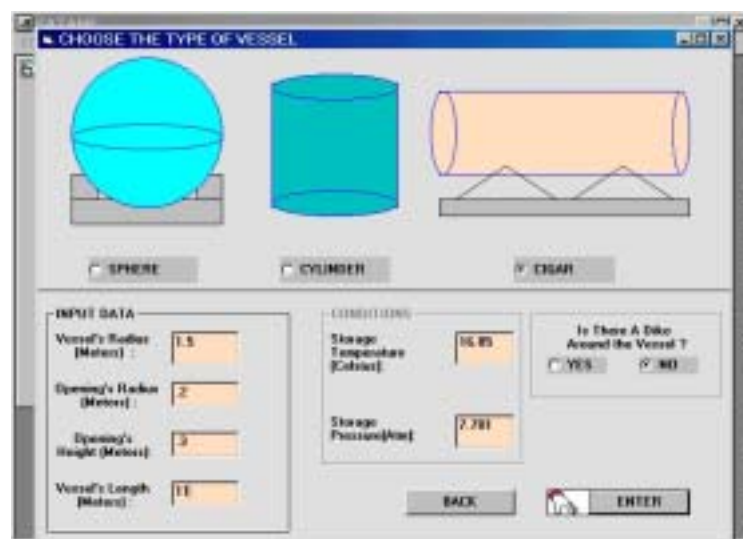 CHOOSE THE TYPE OF VESSEL
SPHERE
CYLINDER
CIGAR
INPUT DATA
Vessel's Radius
(Meters) :
1.5
Opening's Radius
(Meters) :
.2
Opening's
Height (Meters):
.3
Vessel's Length
(Meters) :
CONDITIONS
Storage
Temperature
(Celsius):
16.85
Storage
Pressure(Atm):
Is There A Dike
Around the Vessel ?
YES
NO
BACK
ENTER